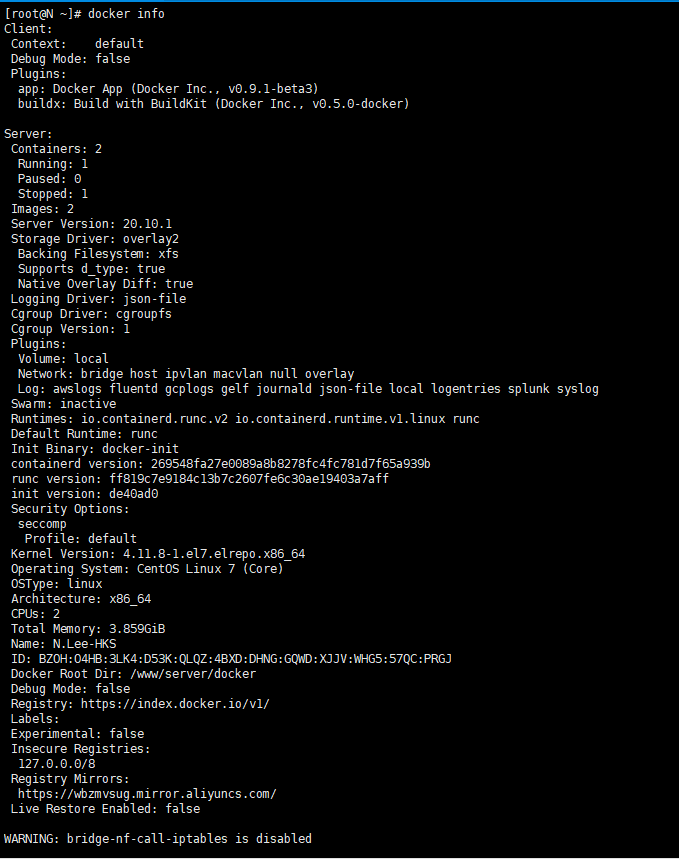 [root@N ~]# docker info
Client:
 Context:    default
 Debug Mode: false
 Plugins:
  app: Docker App (Docker Inc., v0.9.1-beta3)
  buildx: Build with BuildKit (Docker Inc., v0.5.0-docker)

Server:
 Containers: 2
  Running: 1
  Paused: 0
  Stopped: 1
 Images: 2
 Server Version: 20.10.1
 Storage Driver: overlay2
  Backing Filesystem: xfs
  Supports d_type: true
  Native Overlay Diff: true
 Logging Driver: json-file
 Cgroup Driver: cgroupfs
 Cgroup Version: 1
 Plugins:
  Volume: local
  Network: bridge host ipvlan macvlan null overlay
  Log: awslogs fluentd gcplogs gelf journald json-file local logentries splunk syslog
 Swarm: inactive
 Runtimes: io.containerd.runc.v2 io.containerd.runtime.v1.linux runc
 Default Runtime: runc
 Init Binary: docker-init
 containerd version: 269548fa27e0089a8b8278fc4fc781d7f65a939b
 runc version: ff819c7e9184c13b7c2607fe6c30ae19403a7aff
 init version: de40ad0
 Security Options:
  seccomp
   Profile: default
 Kernel Version: 4.11.8-1.el7.elrepo.x86_64
 Operating System: CentOS Linux 7 (Core)
 OSType: linux
 Architecture: x86_64
 CPUs: 2
 Total Memory: 3.859GiB
 Name: N.Lee-HKS
 ID: BZOH:O4HB:3LK4:D53K:QLQZ:4BXD:DHNG:GQWD:XJJV:WHG5:57QC:PRGJ
 Docker Root Dir: /www/server/docker
 Debug Mode: false
 Registry: https://index.docker.io/v1/
 Labels:
 Experimental: false
 Insecure Registries:
  127.0.0.0/8
 Registry Mirrors:
  https://wbzmvsug.mirror.aliyuncs.com/
 Live Restore Enabled: false

WARNING: bridge-nf-call-iptables is disabled